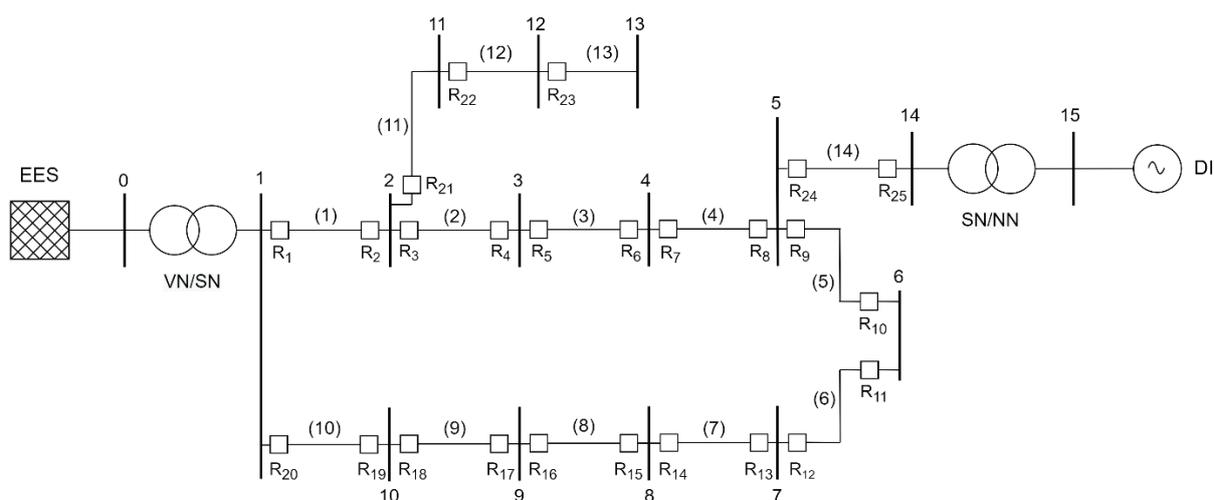 11 12 13
(12) (13)
R22 R23
5
(11) 14 15
(14)
EES DI
0 1 2 R21 3 4 R24 R25
(1) (2) (3) (4) SN/NN
R1 R2 R3 R4 R5 R6 R7 R8 R9
VN/SN
(5) 6
R10
R11
(6)
(10) (9) (8) (7)
R20 R19 R18 R17 R16 R15 R14 R13 R12
10 9 8 7